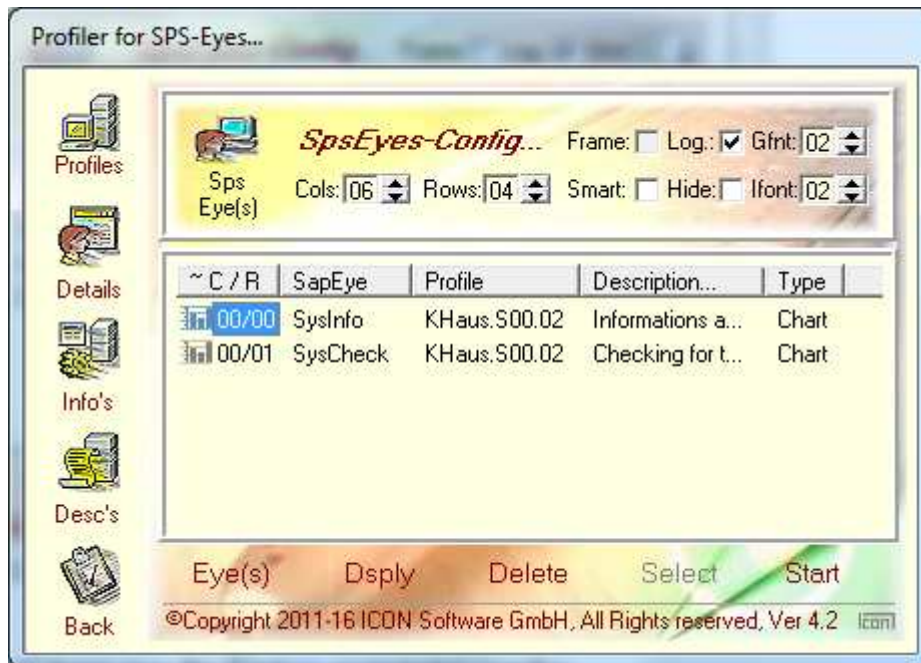 Profiler for SPS-Eyes...
Profiles
Details
Info's
Desc's
Back
Sps
Eye(s)
SpsEyes-Config...
Frame: Log.: Gfnt: 02
Cols: 06 Rows: 04 Smart: Hide: Ifont: 02
~ C / R SapEye Profile Description... Type
00/00 SysInfo KHaus.S00.02 Informations a... Chart
00/01 SysCheck KHaus.S00.02 Checking for t... Chart
Eye(s) Dsply Delete Select Start
©Copyright 2011-16 ICON Software GmbH, All Rights reserved, Ver 4.2 icon